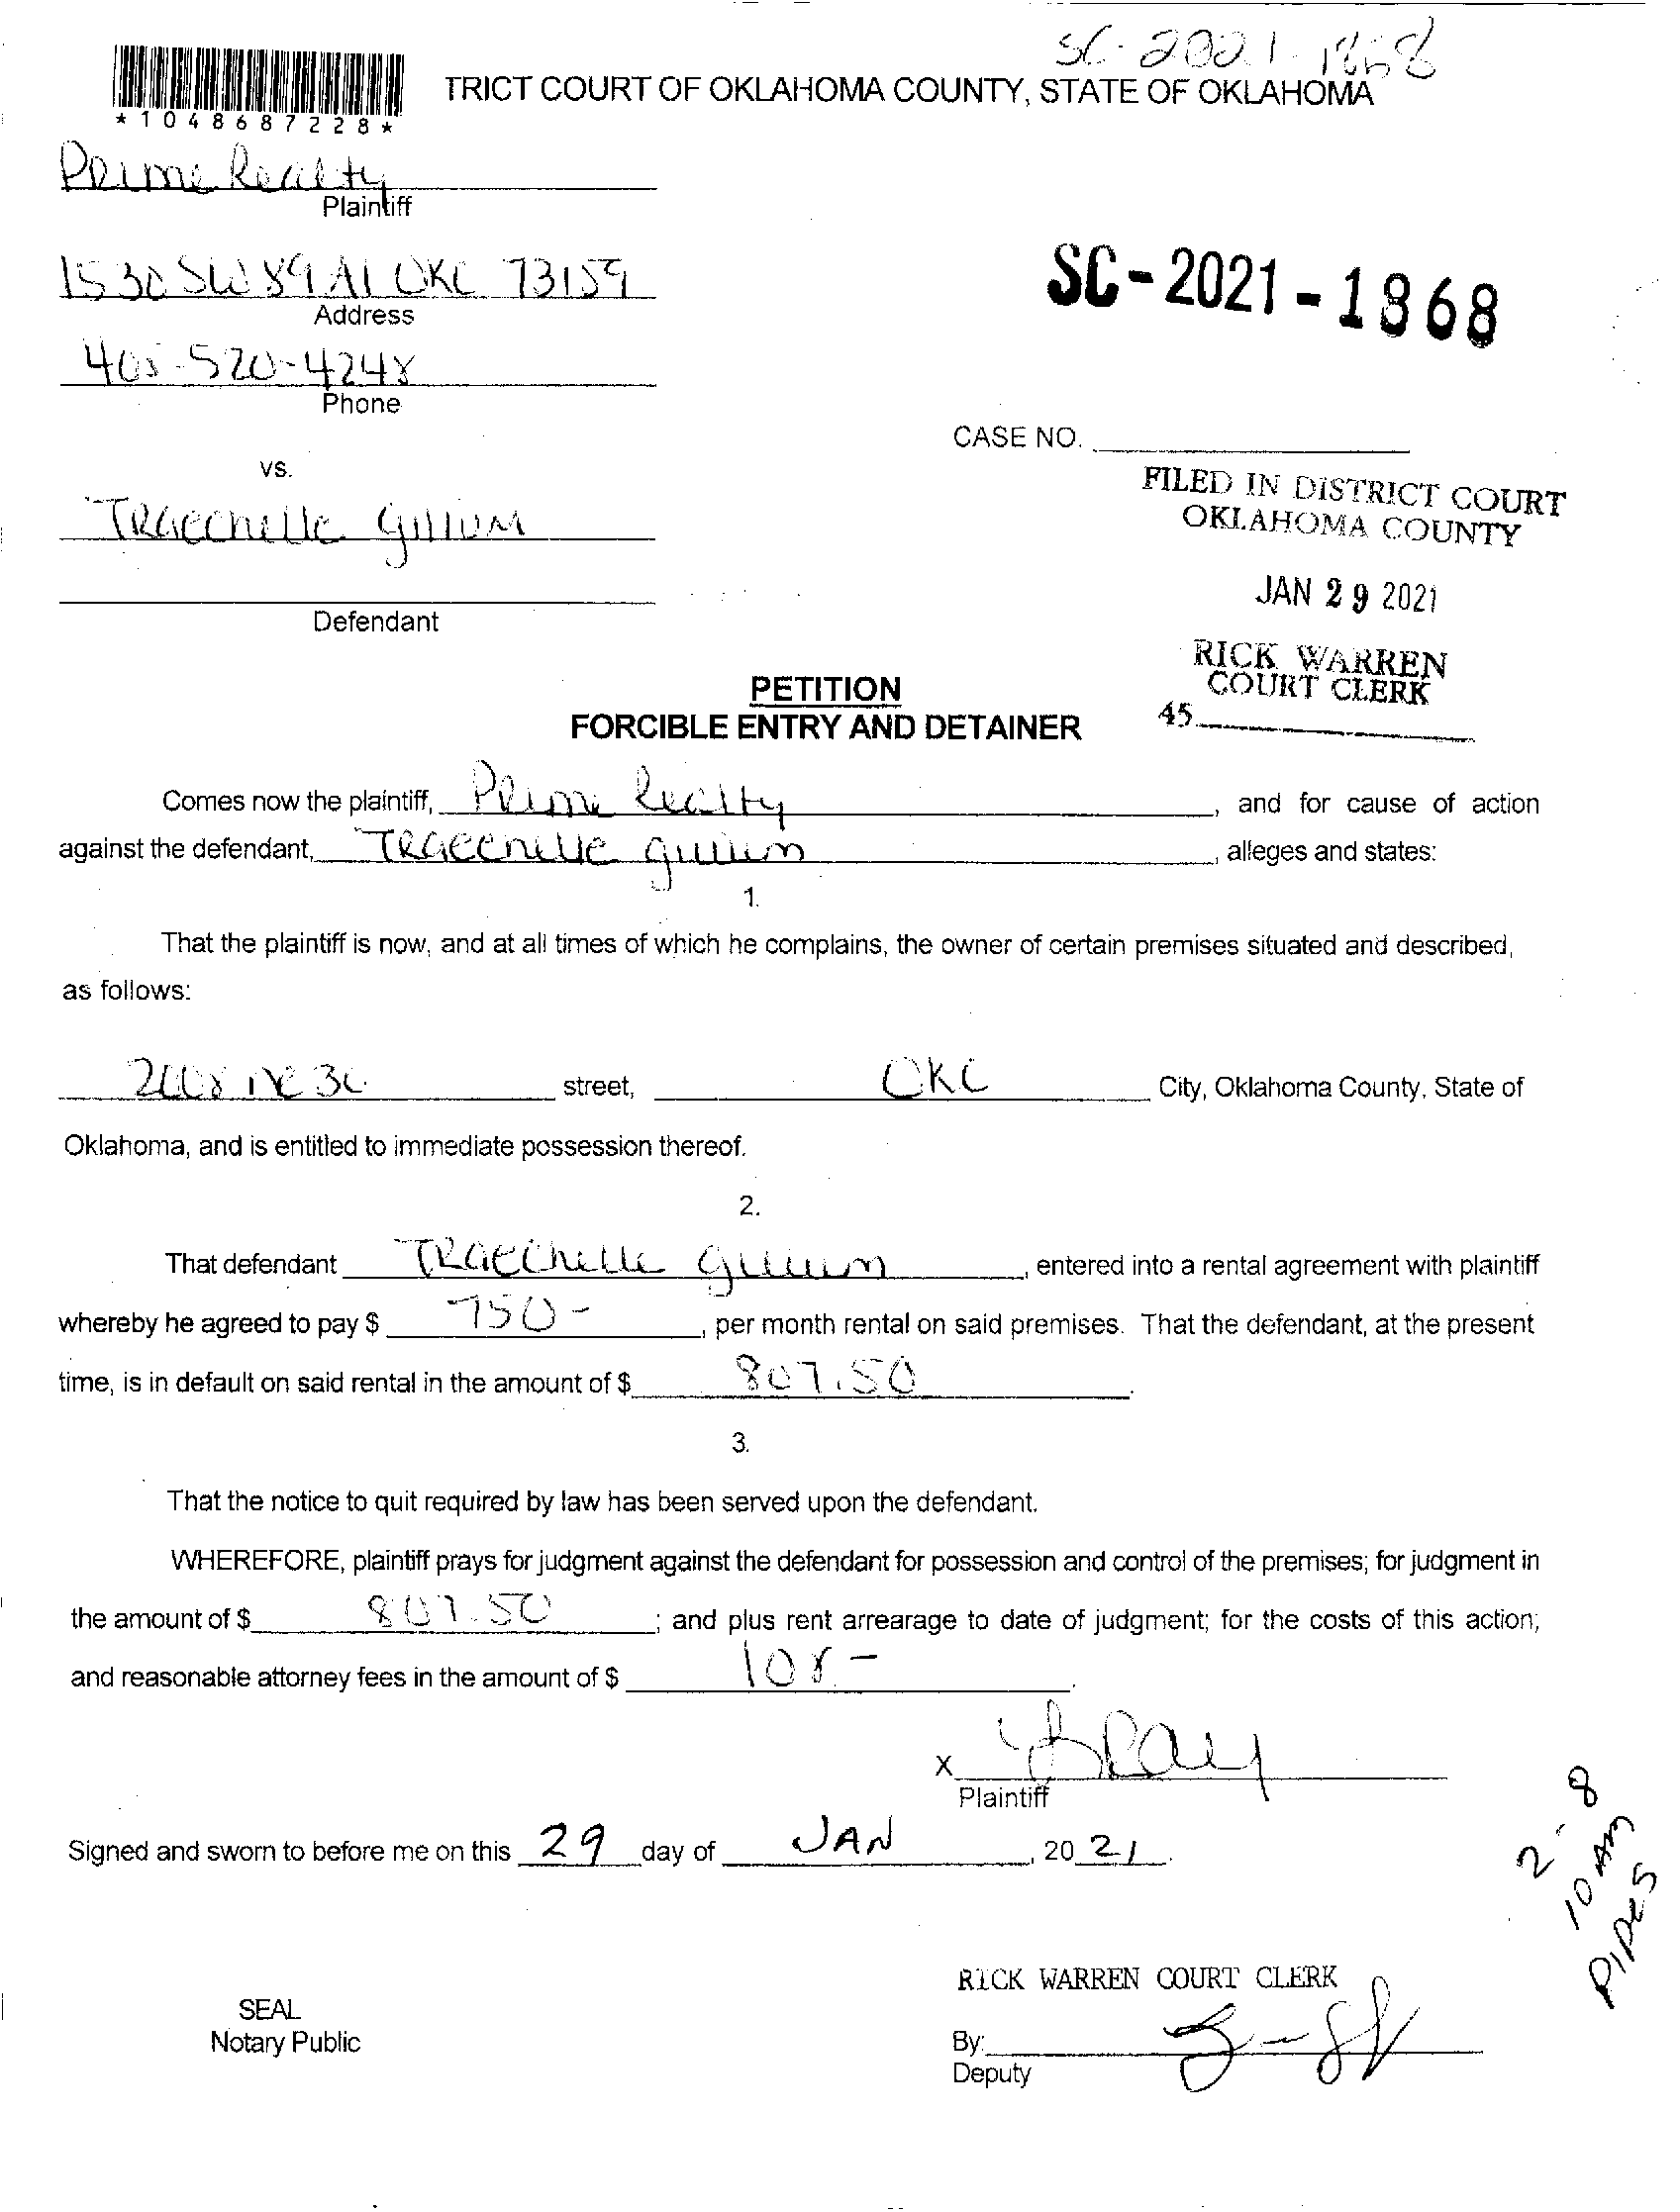 SC-2021-1868
TRICT COURT OF OKLAHOMA COUNTY, STATE OF OKLAHOMA
*1048687228*
Prime Realty
Plaintiff
1530 SW 89 A1 OKC 73159
Address
SC-2021-1868
405-520-4248
Phone
CASE NO.
vs.
FILED IN DISTRICT COURT
OKLAHOMA COUNTY
Traechelle Gillum
JAN 29 2021
Defendant
RICK WARREN
COURT CLERK
45
PETITION
FORCIBLE ENTRY AND DETAINER
Comes now the plaintiff, Prime Realty, and for cause of action
against the defendant, Traechelle Gillum, alleges and states:
1.
That the plaintiff is now, and at all times of which he complains, the owner of certain premises situated and described,
as follows:
2008 NE 30 street, OKC City, Oklahoma County, State of
Oklahoma, and is entitled to immediate possession thereof.
2.
That defendant Traechelle Gillum, entered into a rental agreement with plaintiff
whereby he agreed to pay $ 750-, per month rental on said premises. That the defendant, at the present
time, is in default on said rental in the amount of $ 807.50.
3.
That the notice to quit required by law has been served upon the defendant.
WHEREFORE, plaintiff prays for judgment against the defendant for possession and control of the premises; for judgment in
the amount of $ 807.50; and plus rent arrearage to date of judgment; for the costs of this action;
and reasonable attorney fees in the amount of $ 108-.
X
Plaintiff
Signed and sworn to before me on this 29 day of JAN, 20 21.
2-8
10 AM
Pipes
RICK WARREN COURT CLERK
SEAL
Notary Public
By:
Deputy